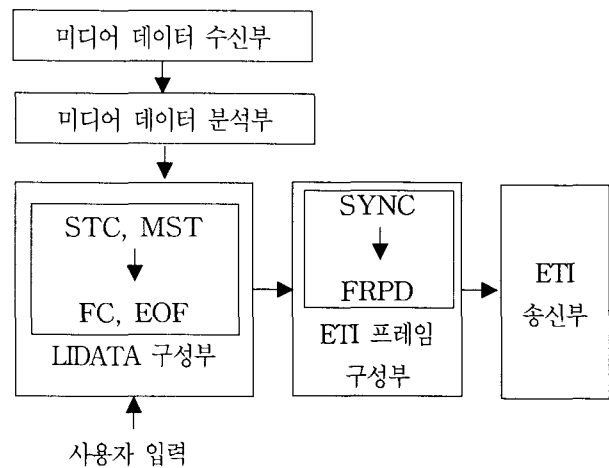 미디어 데이터 수신부
미디어 데이터 분석부
STC, MST
FC, EOF
LIDATA 구성부
SYNC
FRPD
ETI 프레임
구성부
ETI
송신부
사용자 입력